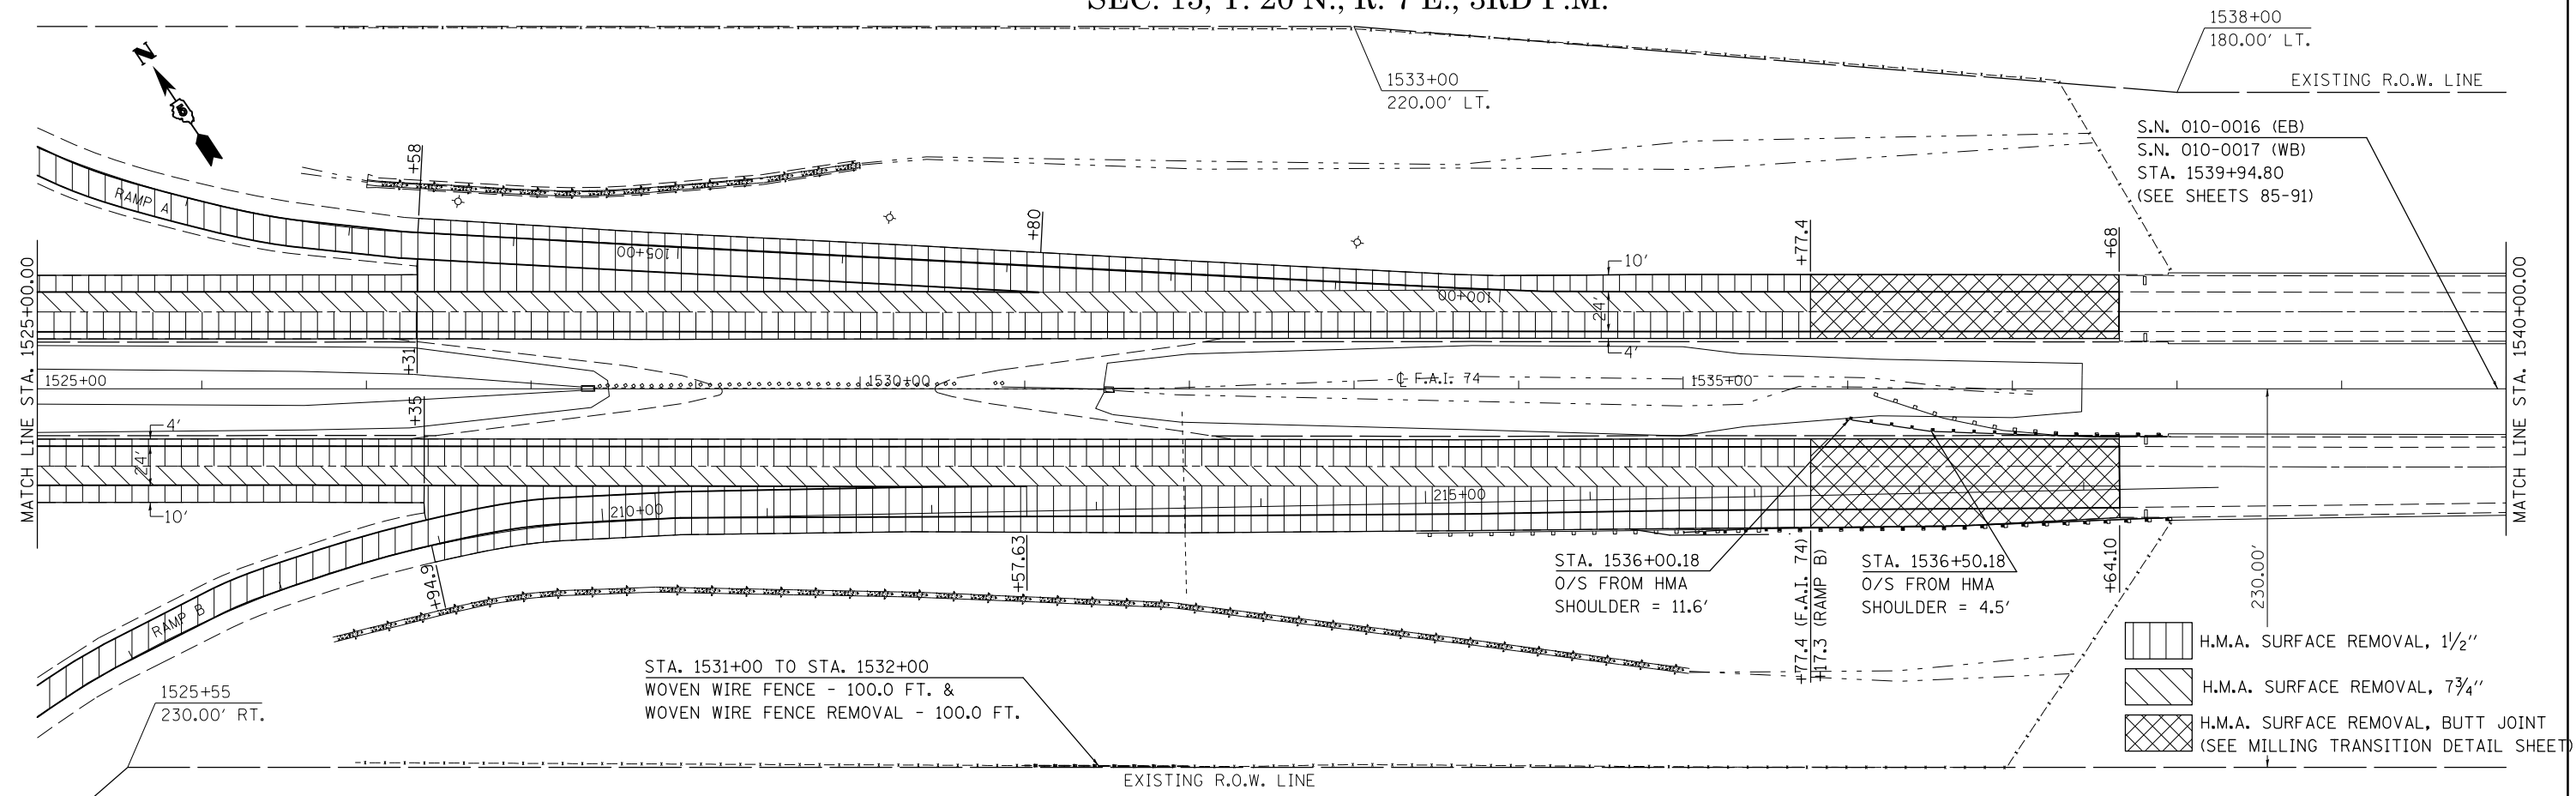 SEC. 15, T. 20 N., R. 7 E., 3RD P.M.
1538+00
180.00' LT.
EXISTING R.O.W. LINE
1533+00
220.00' LT.
N
S.N. 010-0016 (EB)
S.N. 010-0017 (WB)
STA. 1539+94.80
(SEE SHEETS 85-91)
+58
RAMP A
105+00
+80
+77.4
+68
10'
100+00
24'
4'
MATCH LINE STA. 1525+00.00
MATCH LINE STA. 1540+00.00
+31
1525+00
1530+00
℄ F.A.I. 74
1535+00
+35
4'
24'
10'
210+00
215+00
+94.9
+57.63
RAMP B
STA. 1536+00.18
O/S FROM HMA
SHOULDER = 11.6'
+77.4 (F.A.I. 74)
+17.3 (RAMP B)
STA. 1536+50.18
O/S FROM HMA
SHOULDER = 4.5'
+64.10
230.00'
1525+55
230.00' RT.
STA. 1531+00 TO STA. 1532+00
WOVEN WIRE FENCE - 100.0 FT. &
WOVEN WIRE FENCE REMOVAL - 100.0 FT.
EXISTING R.O.W. LINE
H.M.A. SURFACE REMOVAL, 1½"
H.M.A. SURFACE REMOVAL, 7¾"
H.M.A. SURFACE REMOVAL, BUTT JOINT
(SEE MILLING TRANSITION DETAIL SHEET)